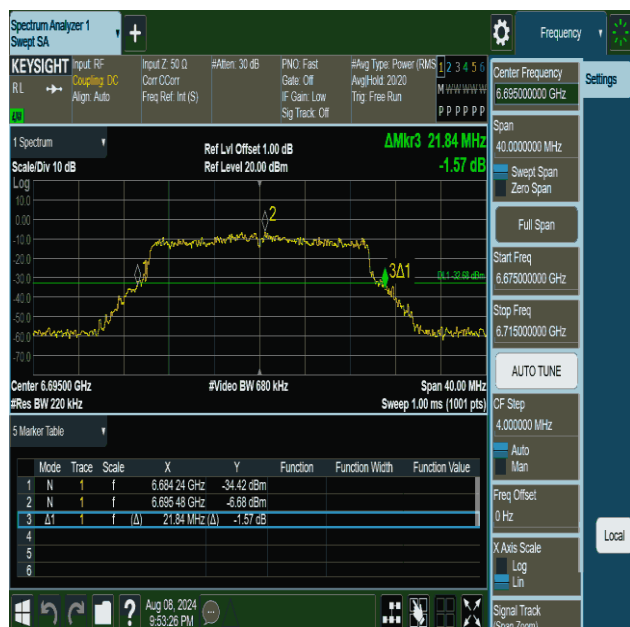 Spectrum Analyzer 1
Swept SA
+
Frequency
KEYSIGHT
RL
Input: RF
Coupling: DC
Align: Auto
Input Z: 50 Ω
Corr CCorr
Freq Ref: Int (S)
#Atten: 30 dB
PNO: Fast
Gate: Off
IF Gain: Low
Sig Track: Off
#Avg Type: Power (RMS
Avg|Hold: 20/20
Trig: Free Run
1 2 3 4 5 6
M W W W W W
P P P P P P
1 Spectrum
Scale/Div 10 dB
Ref Lvl Offset 1.00 dB
Ref Level 20.00 dBm
ΔMkr3 21.84 MHz
-1.57 dB
Log
10.0
0.00
-10.0
-20.0
-30.0
-40.0
-50.0
-60.0
-70.0
2
1
3Δ1
DL1 -32.68 dBm
Center 6.69500 GHz
#Video BW 680 kHz
Span 40.00 MHz
#Res BW 220 kHz
Sweep 1.00 ms (1001 pts)
5 Marker Table
Mode Trace Scale X Y Function Function Width Function Value
1 N 1 f 6.684 24 GHz -34.42 dBm
2 N 1 f 6.695 48 GHz -6.68 dBm
3 Δ1 1 f (Δ) 21.84 MHz (Δ) -1.57 dB
4
5
6
?
Aug 08, 2024
9:53:26 PM
Center Frequency
6.695000000 GHz
Span
40.0000000 MHz
Swept Span
Zero Span
Full Span
Start Freq
6.675000000 GHz
Stop Freq
6.715000000 GHz
AUTO TUNE
CF Step
4.000000 MHz
Auto
Man
Freq Offset
0 Hz
X Axis Scale
Log
Lin
Signal Track
(Span Zoom)
Settings
Local